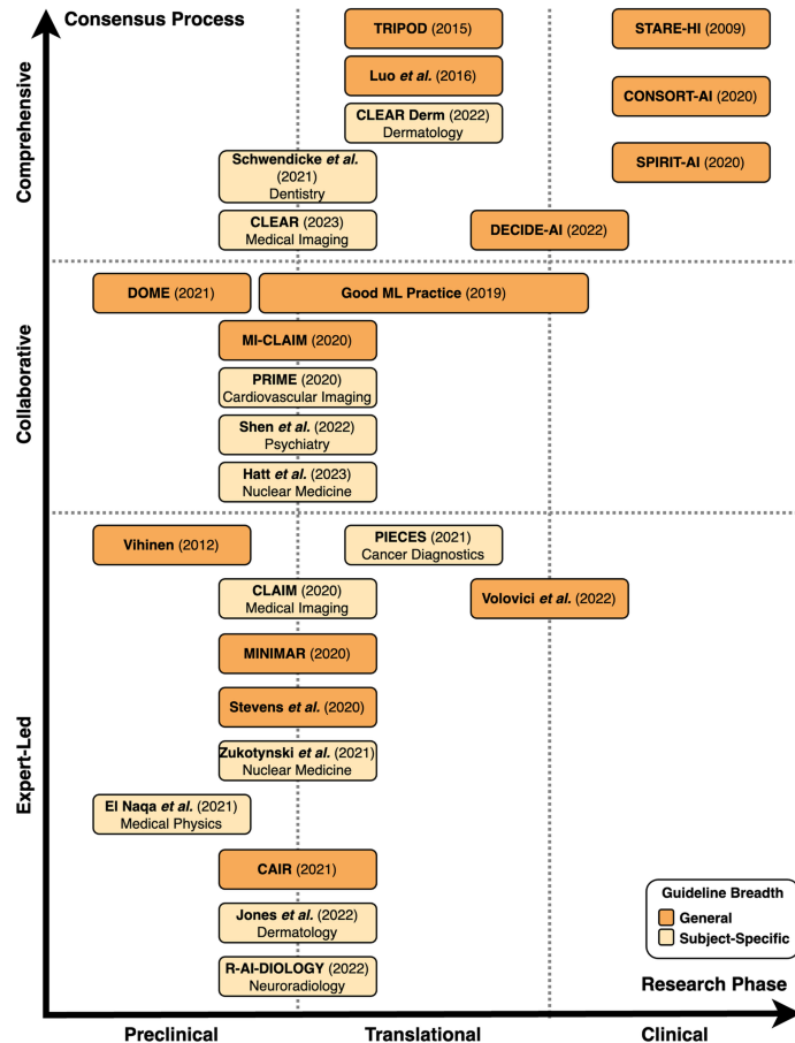 Consensus Process
Comprehensive
TRIPOD (2015)
STARE-HI (2009)
Luo et al. (2016)
CONSORT-AI (2020)
CLEAR Derm (2022)
Dermatology
Schwendicke et al.
(2021)
Dentistry
SPIRIT-AI (2020)
CLEAR (2023)
Medical Imaging
DECIDE-AI (2022)
Collaborative
DOME (2021)
Good ML Practice (2019)
MI-CLAIM (2020)
PRIME (2020)
Cardiovascular Imaging
Shen et al. (2022)
Psychiatry
Hatt et al. (2023)
Nuclear Medicine
Expert-Led
Vihinen (2012)
PIECES (2021)
Cancer Diagnostics
CLAIM (2020)
Medical Imaging
Volovici et al. (2022)
MINIMAR (2020)
Stevens et al. (2020)
Zukotynski et al. (2021)
Nuclear Medicine
El Naqa et al. (2021)
Medical Physics
CAIR (2021)
Jones et al. (2022)
Dermatology
R-AI-DIOLOGY (2022)
Neuroradiology
Guideline Breadth
General
Subject-Specific
Research Phase
Preclinical
Translational
Clinical